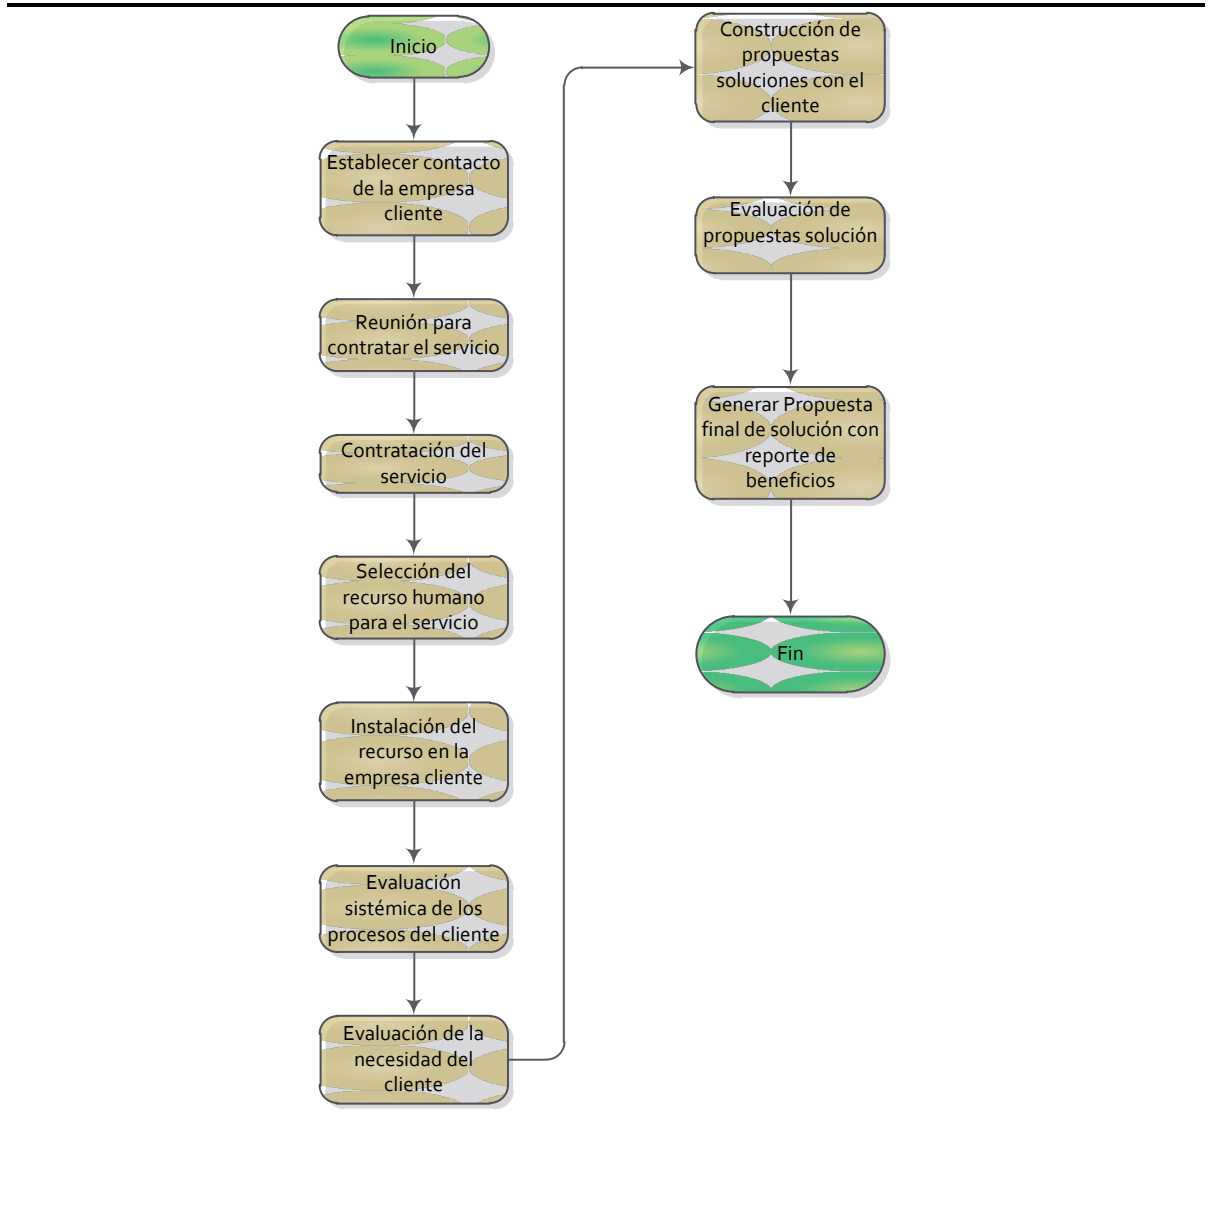 Inicio
Establecer contacto
de la empresa
cliente
Reunión para
contratar el servicio
Contratación del
servicio
Selección del
recurso humano
para el servicio
Instalación del
recurso en la
empresa cliente
Evaluación
sistémica de los
procesos del cliente
Evaluación de la
necesidad del
cliente
Construcción de
propuestas
soluciones con el
cliente
Evaluación de
propuestas solución
Generar Propuesta
final de solución con
reporte de
beneficios
Fin